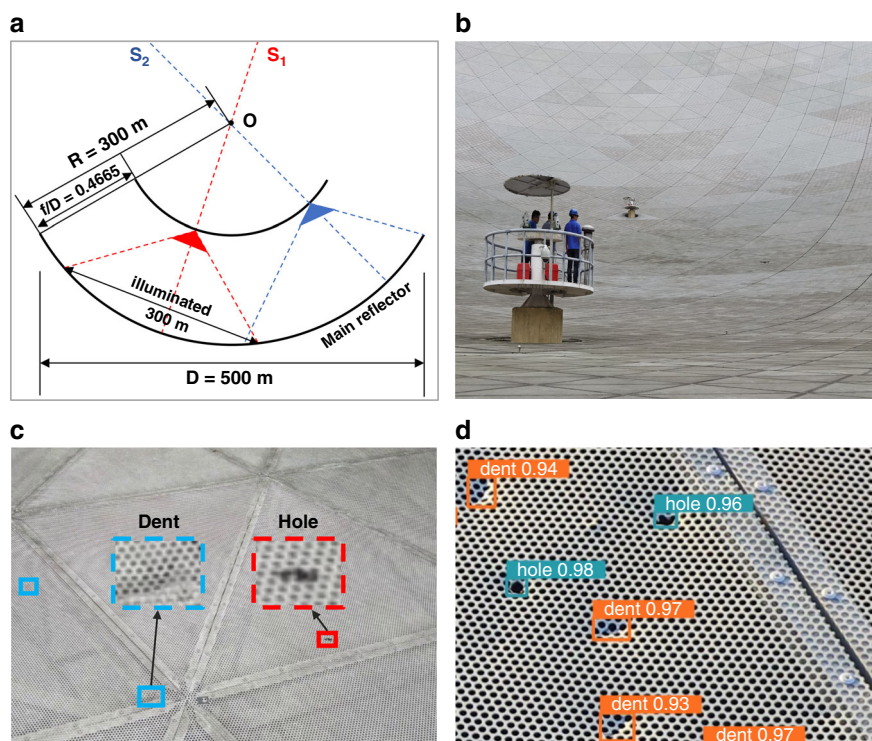 a
S₂
S₁
O
R = 300 m
f/D = 0.4665
illuminated
300 m
Main reflector
D = 500 m
b
c
Dent
Hole
d
dent 0.94
hole 0.96
hole 0.98
dent 0.97
dent 0.93
dent 0.97